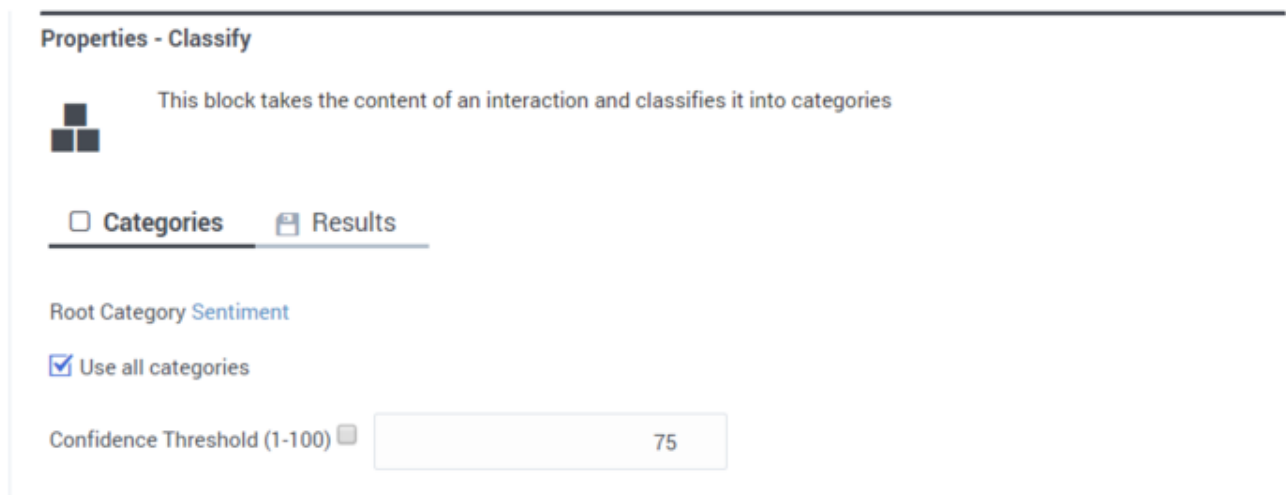 Properties - Classify
This block takes the content of an interaction and classifies it into categories
Categories
Results
Root Category Sentiment
Use all categories
Confidence Threshold (1-100)
75